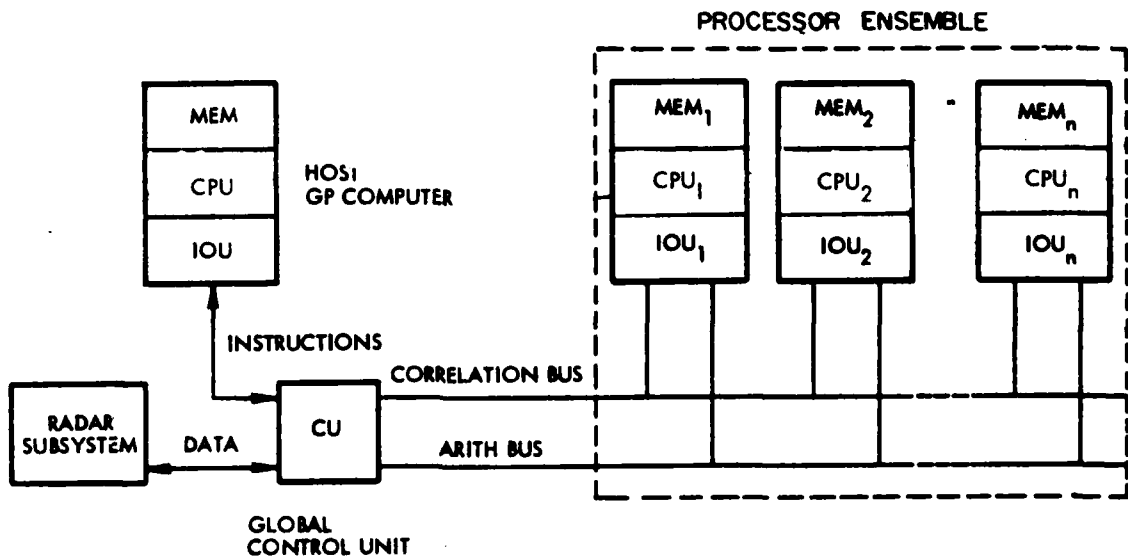 PROCESSOR ENSEMBLE
MEM
CPU
IOU
HOS1
GP COMPUTER
MEM1
CPU1
IOU1
MEM2
CPU2
IOU2
MEMn
CPUn
IOUn
INSTRUCTIONS
CORRELATION BUS
RADAR
SUBSYSTEM
DATA
CU
ARITH BUS
GLOBAL
CONTROL UNIT